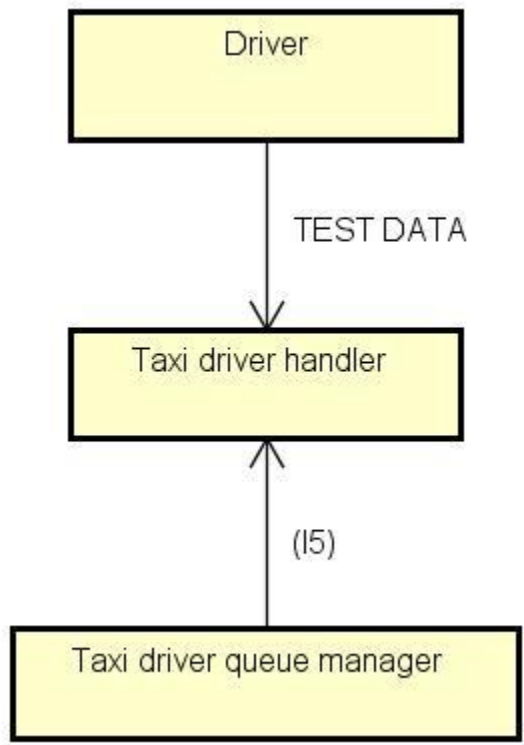 Driver
TEST DATA
Taxi driver handler
(I5)
Taxi driver queue manager